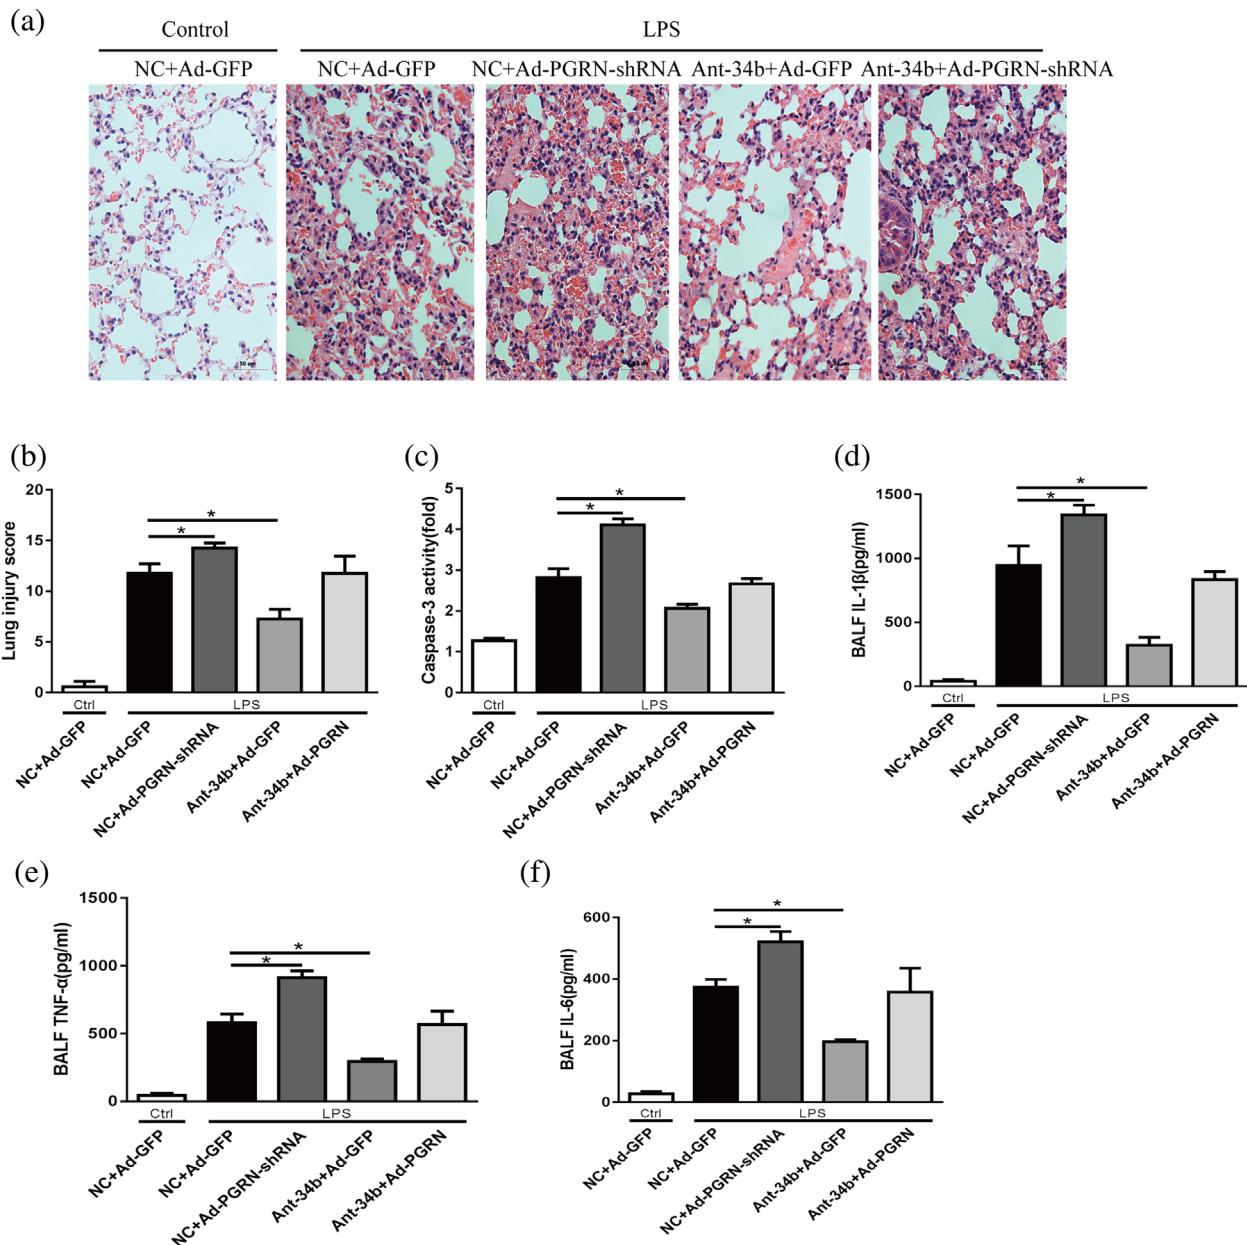 (a)
Control
LPS
NC+Ad-GFP
NC+Ad-GFP
NC+Ad-PGRN-shRNA
Ant-34b+Ad-GFP
Ant-34b+Ad-PGRN-shRNA
50 um
(b)
Lung injury score
20
15
10
5
0
*
*
Ctrl
LPS
NC+Ad-GFP
NC+Ad-GFP
NC+Ad-PGRN-shRNA
Ant-34b+Ad-GFP
Ant-34b+Ad-PGRN
(c)
Caspase-3 activity(fold)
5
4
3
2
1
0
*
*
Ctrl
LPS
NC+Ad-GFP
NC+Ad-GFP
NC+Ad-PGRN-shRNA
Ant-34b+Ad-GFP
Ant-34b+Ad-PGRN
(d)
BALF IL-1β(pg/ml)
1500
1000
500
0
*
*
Ctrl
LPS
NC+Ad-GFP
NC+Ad-GFP
NC+Ad-PGRN-shRNA
Ant-34b+Ad-GFP
Ant-34b+Ad-PGRN
(e)
BALF TNF-α(pg/ml)
1500
1000
500
0
*
*
Ctrl
LPS
NC+Ad-GFP
NC+Ad-GFP
NC+Ad-PGRN-shRNA
Ant-34b+Ad-GFP
Ant-34b+Ad-PGRN
(f)
BALF IL-6(pg/ml)
600
400
200
0
*
*
Ctrl
LPS
NC+Ad-GFP
NC+Ad-GFP
NC+Ad-PGRN-shRNA
Ant-34b+Ad-GFP
Ant-34b+Ad-PGRN